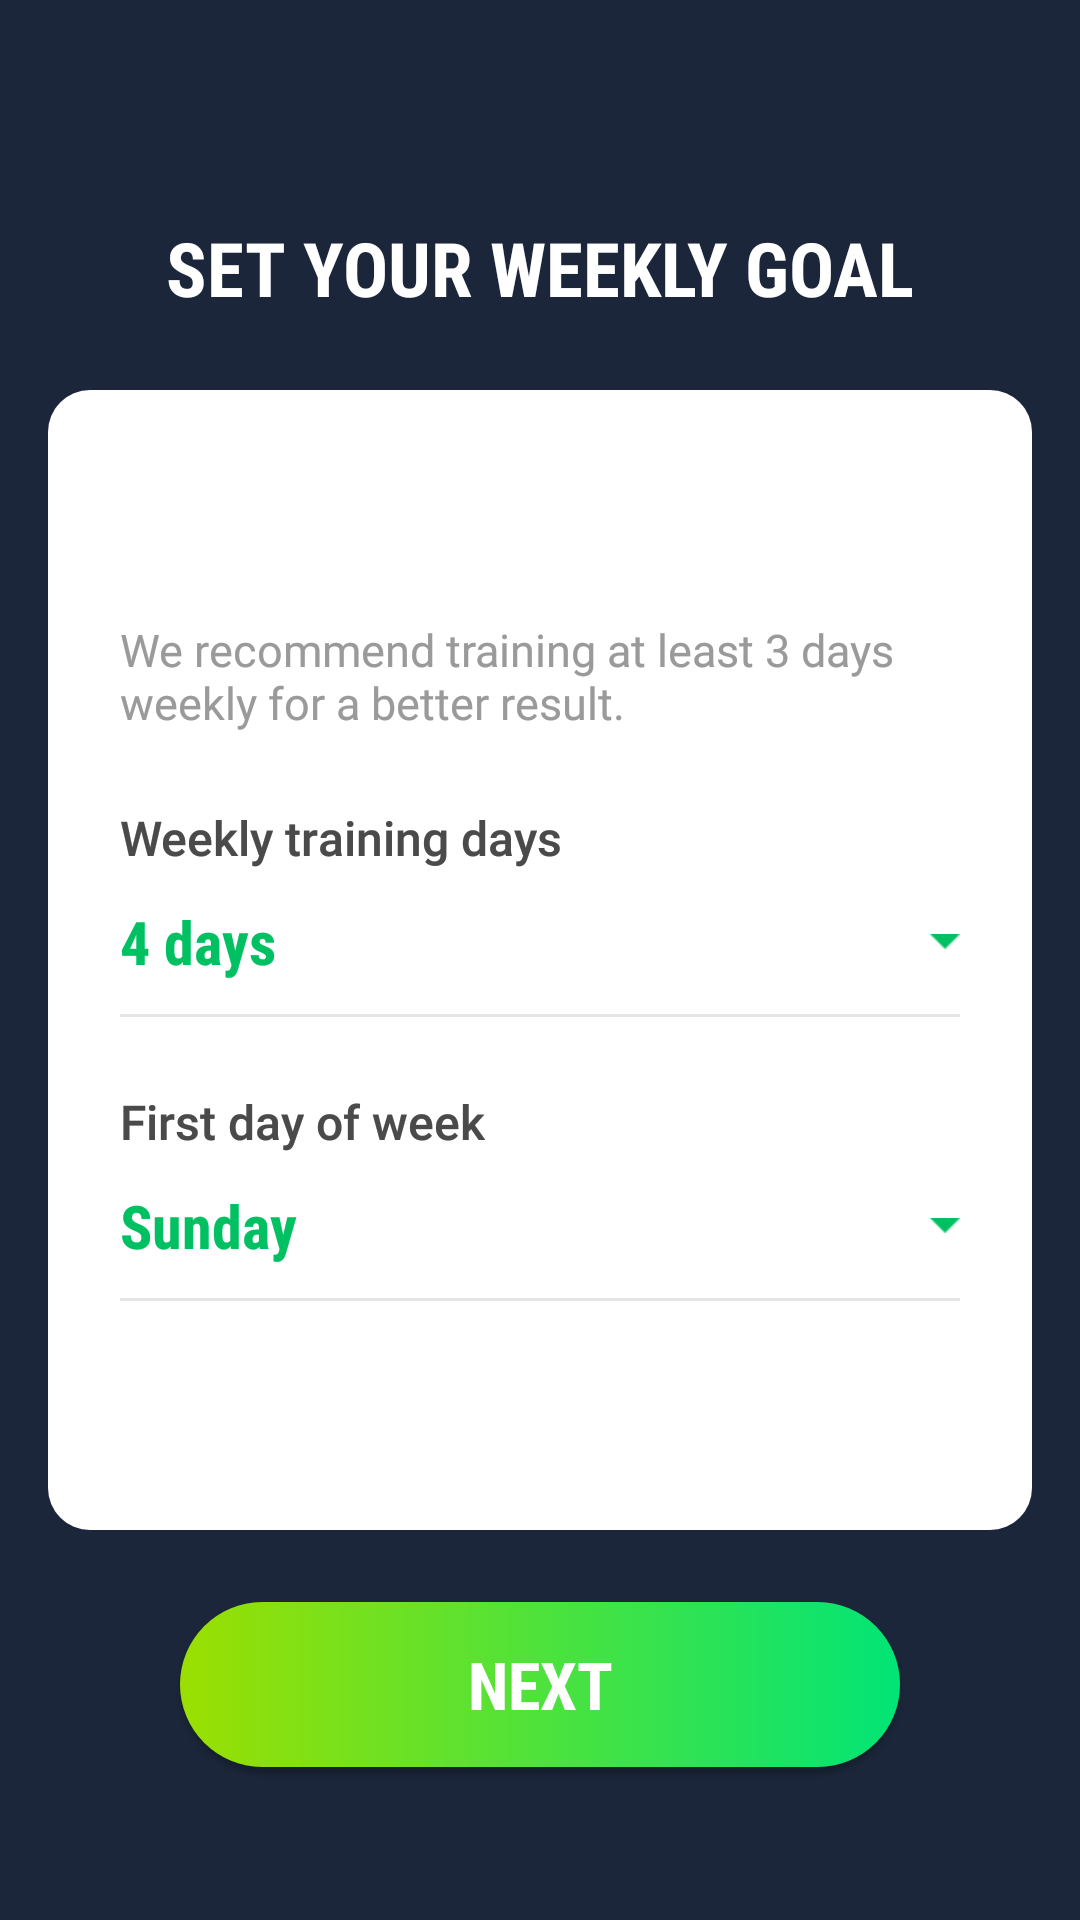 SET YOUR WEEKLY GOAL
We recommend training at least 3 days
weekly for a better result.
Weekly training days
4 days
First day of week
Sunday
NEXT